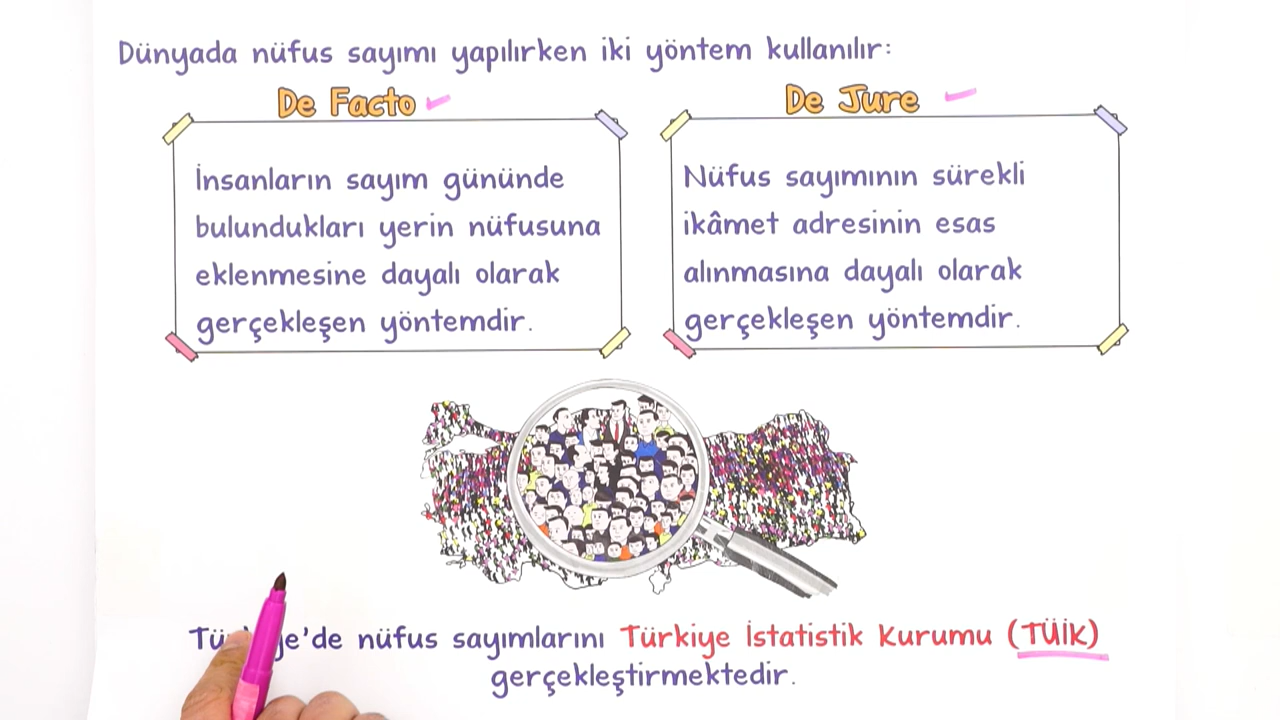 Dünyada nüfus sayımı yapılırken iki yöntem kullanılır:
De Facto
İnsanların sayım gününde
bulundukları yerin nüfusuna
eklenmesine dayalı olarak
gerçekleşen yöntemdir.
De Jure
Nüfus sayımının sürekli
ikâmet adresinin esas
alınmasına dayalı olarak
gerçekleşen yöntemdir.
nüfus sayımlarını Türkiye İstatistik Kurumu (TÜİK)
gerçekleştirmektedir.